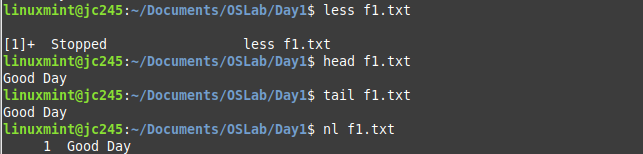 linuxmint@jc245:~/Documents/OSLab/Day1$ less f1.txt
[1]+  Stopped                 less f1.txt
linuxmint@jc245:~/Documents/OSLab/Day1$ head f1.txt
Good Day
linuxmint@jc245:~/Documents/OSLab/Day1$ tail f1.txt
Good Day
linuxmint@jc245:~/Documents/OSLab/Day1$ nl f1.txt
     1  Good Day